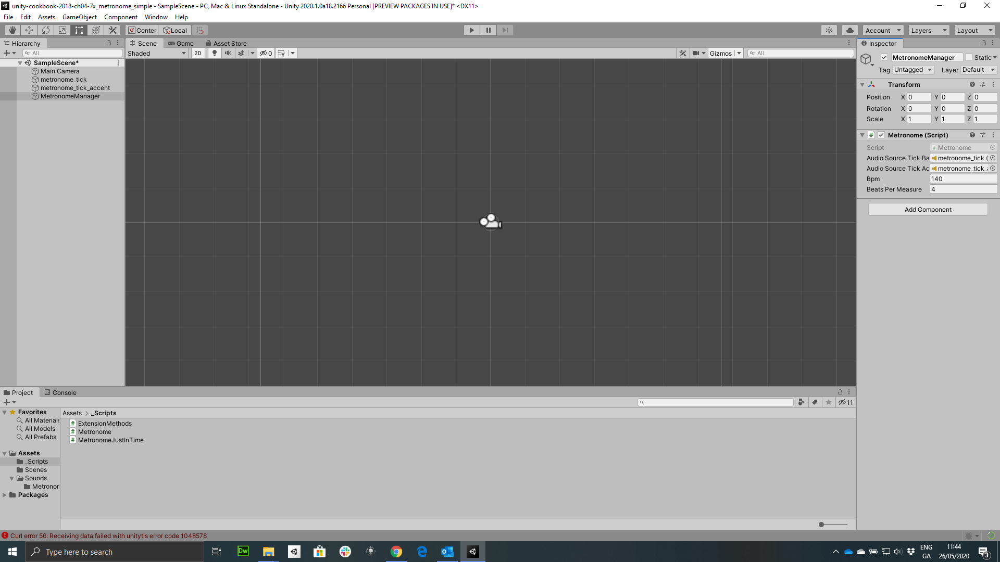 unity-cookbook-2018-ch04-7x_metronome_simple - SampleScene - PC, Mac & Linux Standalone - Unity 2020.1.0a18.2166 Personal [PREVIEW PACKAGES IN USE]* <DX11>
File Edit Assets GameObject Component Window Help
Center Local Account Layers Layout
Hierarchy
All
SampleScene*
Main Camera
metronome_tick
metronome_tick_accent
MetronomeManager
Scene Game Asset Store
Shaded 2D 0 Gizmos All
Inspector
MetronomeManager Static
Tag Untagged Layer Default
Transform
Position X 0 Y 0 Z 0
Rotation X 0 Y 0 Z 0
Scale X 1 Y 1 Z 1
# Metronome (Script)
Script # Metronome
Audio Source Tick Ba metronome_tick (
Audio Source Tick Ac metronome_tick_a
Bpm 140
Beats Per Measure 4
Add Component
Project Console
11
Favorites
All Materials
All Models
All Prefabs
Assets
_Scripts
Scenes
Sounds
Metronom
Packages
Assets > _Scripts
# ExtensionMethods
# Metronome
# MetronomeJustInTime
Curl error 56: Receiving data failed with unitytls error code 1048578
Type here to search
Dw
ENG
GA
11:44
26/05/2020
3